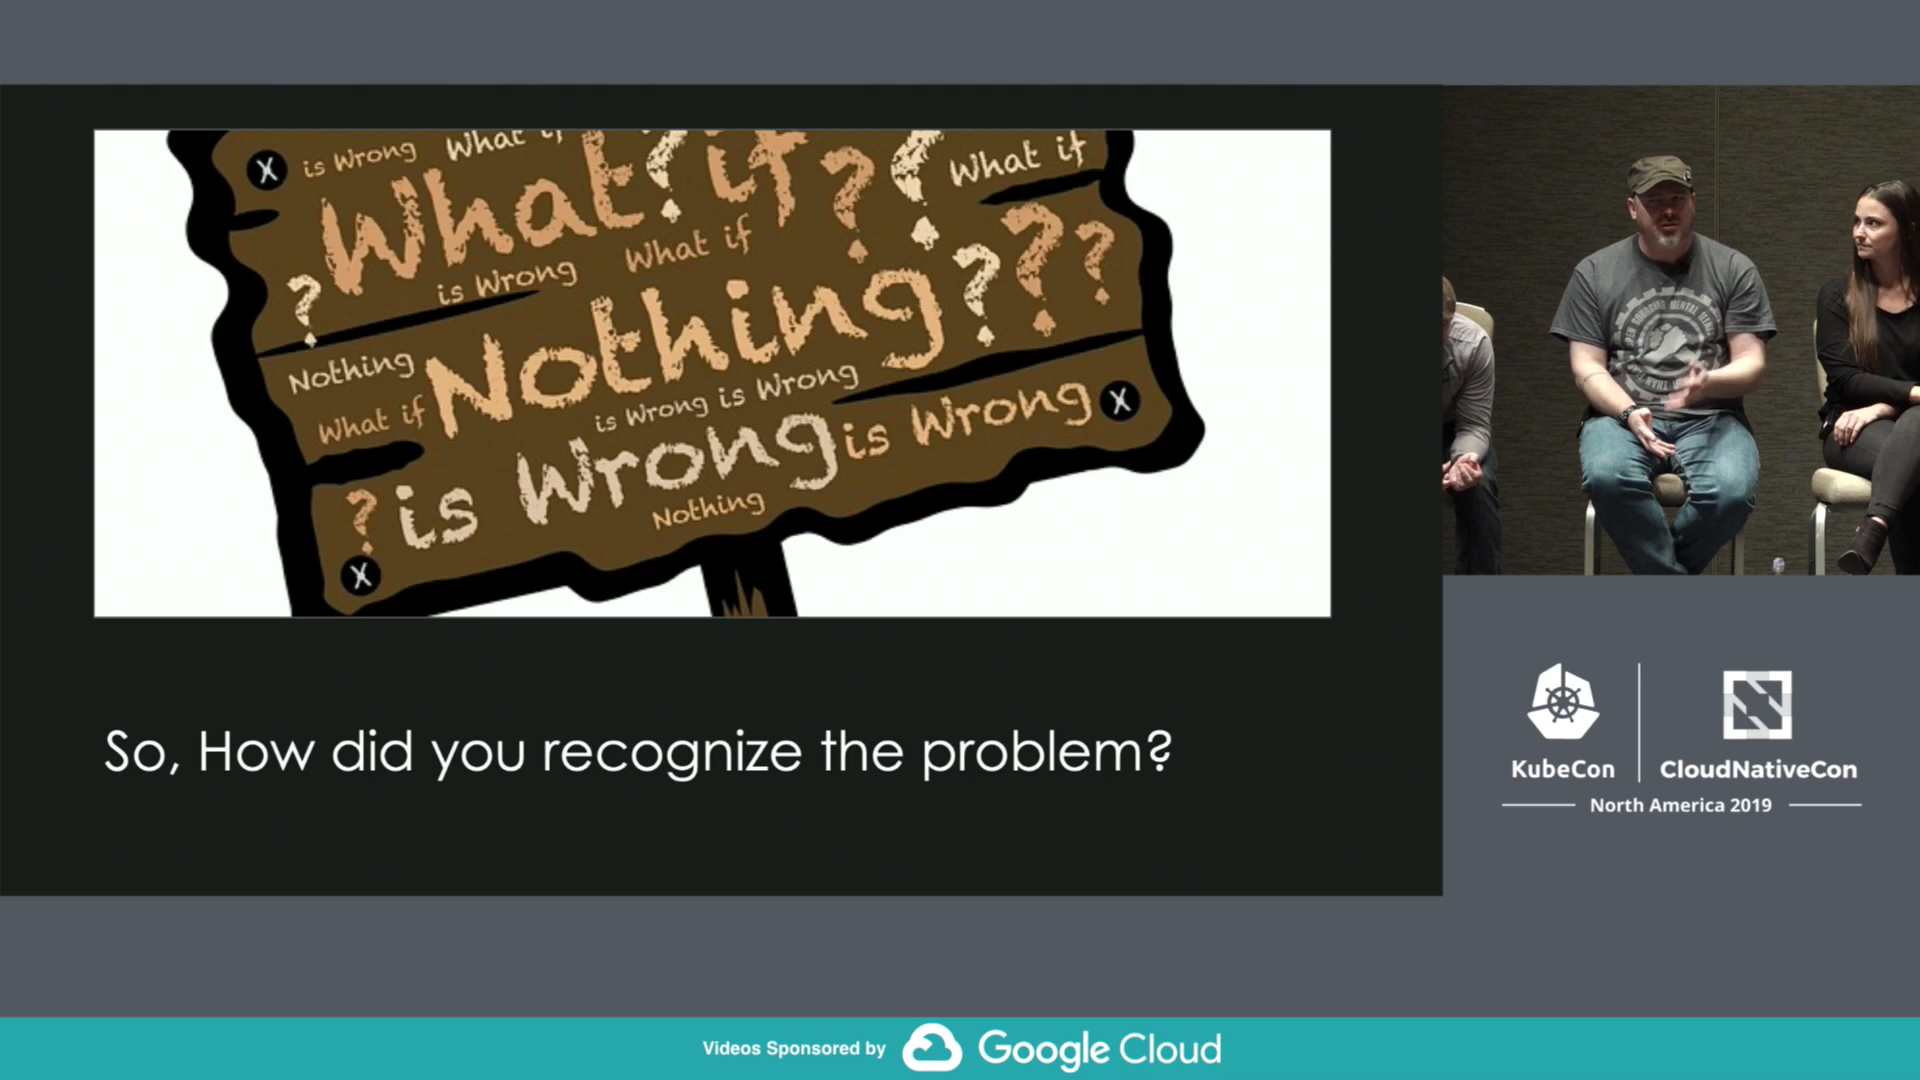 is Wrong What if
What if? ? What if
is Wrong What if
?
Nothing ? ? ?
Nothing
What if
is Wrong is Wrong
is Wrong is Wrong
?
Nothing
So, How did you recognize the problem?
KubeCon CloudNativeCon
North America 2019
Videos Sponsored by Google Cloud